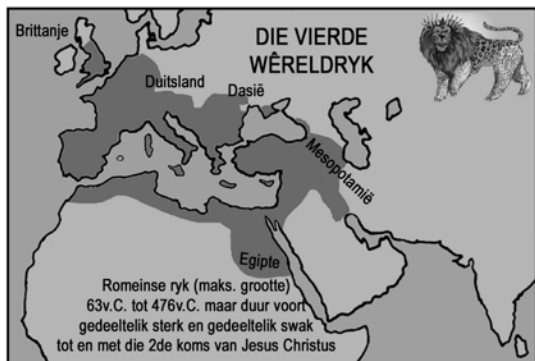 Brittanje
DIE VIERDE
WÊRELDRYK
Duitsland
Dasië
Mesopotamië
Egipte
Romeinse ryk (maks. grootte)
63v.C. tot 476v.C. maar duur voort
gedeeltelik sterk en gedeeltelik swak
tot en met die 2de koms van Jesus Christus